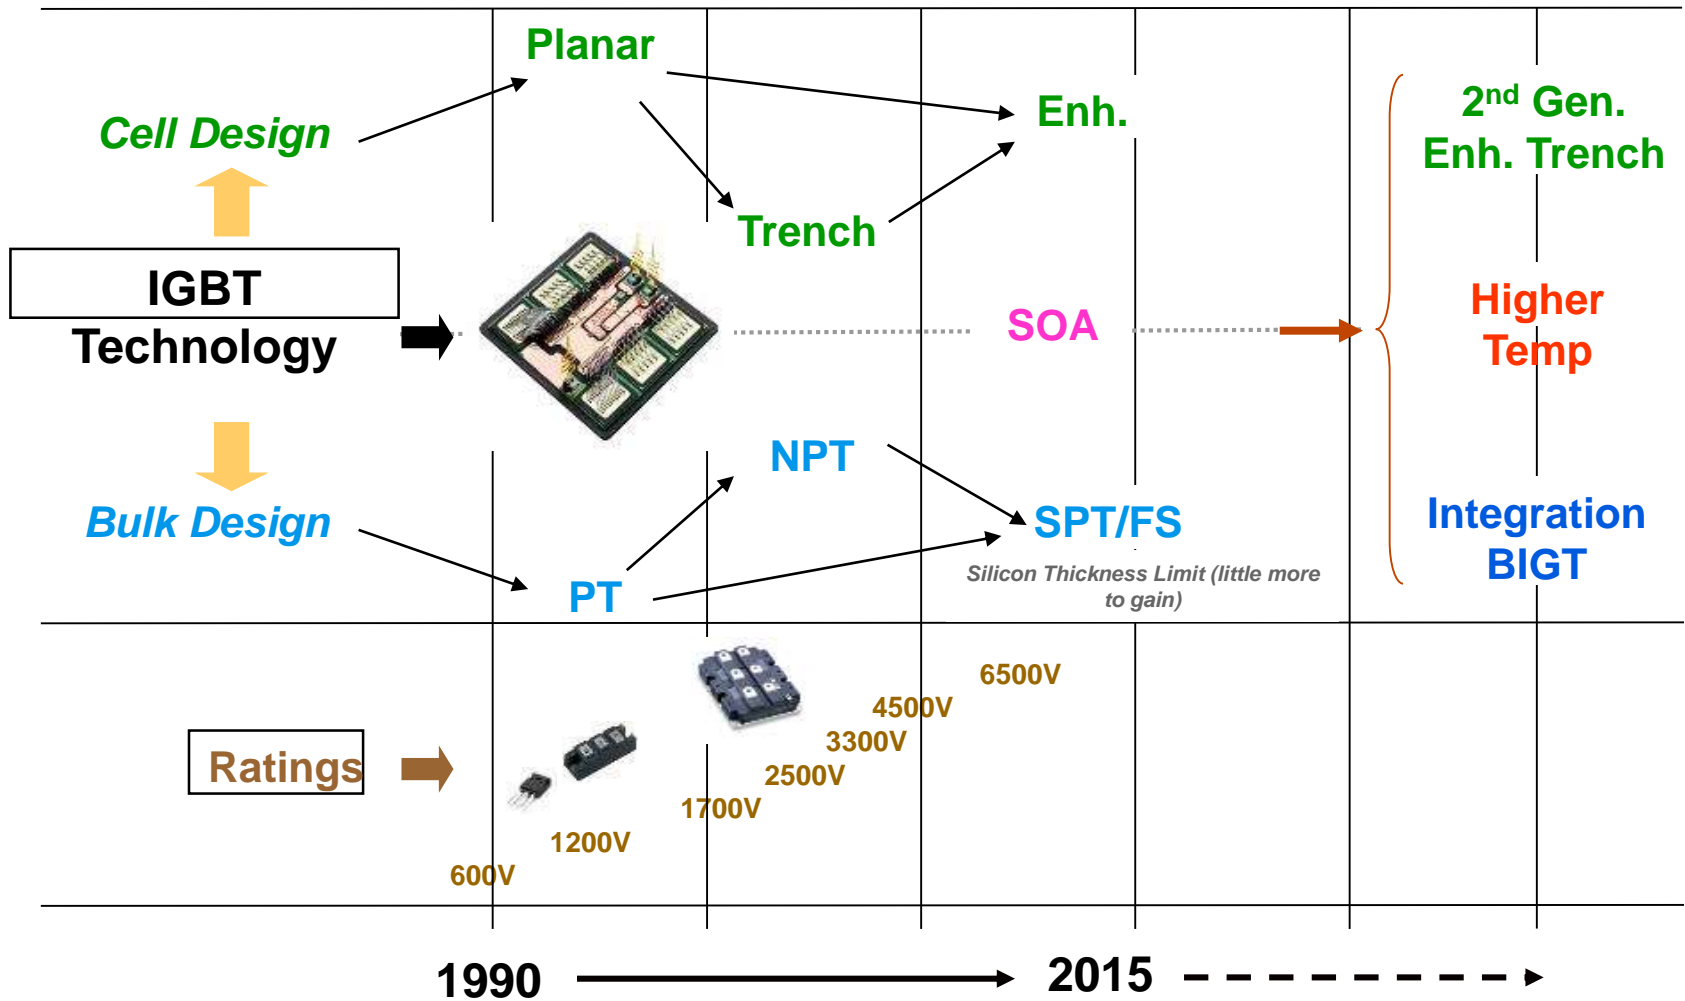 Planar
Cell Design
Enh.
2nd Gen.
Enh. Trench
Trench
IGBT
Technology
SOA
Higher
Temp
NPT
Bulk Design
SPT/FS
Integration
BIGT
PT
Silicon Thickness Limit (little more
to gain)
6500V
4500V
3300V
Ratings
2500V
1700V
1200V
600V
1990
2015